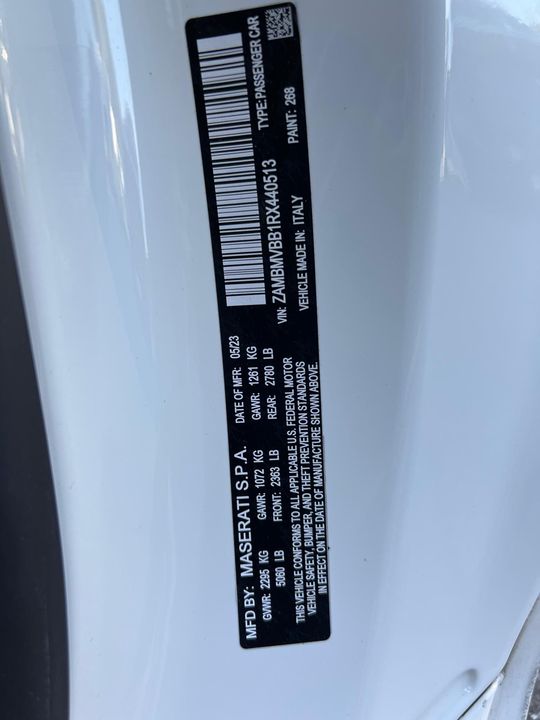 MFD BY: MASERATI S.P.A. DATE OF MFR: 05/23
GVWR: 2295 KG GAWR: 1072 KG GAWR: 1261 KG
5060 LB FRONT: 2363 LB REAR: 2780 LB
THIS VEHICLE CONFORMS TO ALL APPLICABLE U.S. FEDERAL MOTOR
VEHICLE SAFETY, BUMPER, AND THEFT PREVENTION STANDARDS
IN EFFECT ON THE DATE OF MANUFACTURE SHOWN ABOVE.
TYPE: PASSENGER CAR
VIN: ZAMBMVBB1RX440513
VEHICLE MADE IN: ITALY PAINT: 268